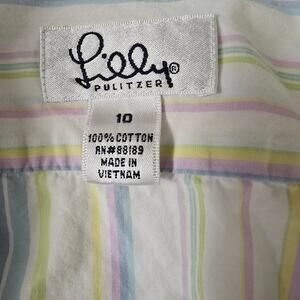 Lilly®
PULITZER
10
100% COTTON
RN#88189
MADE IN
VIETNAM